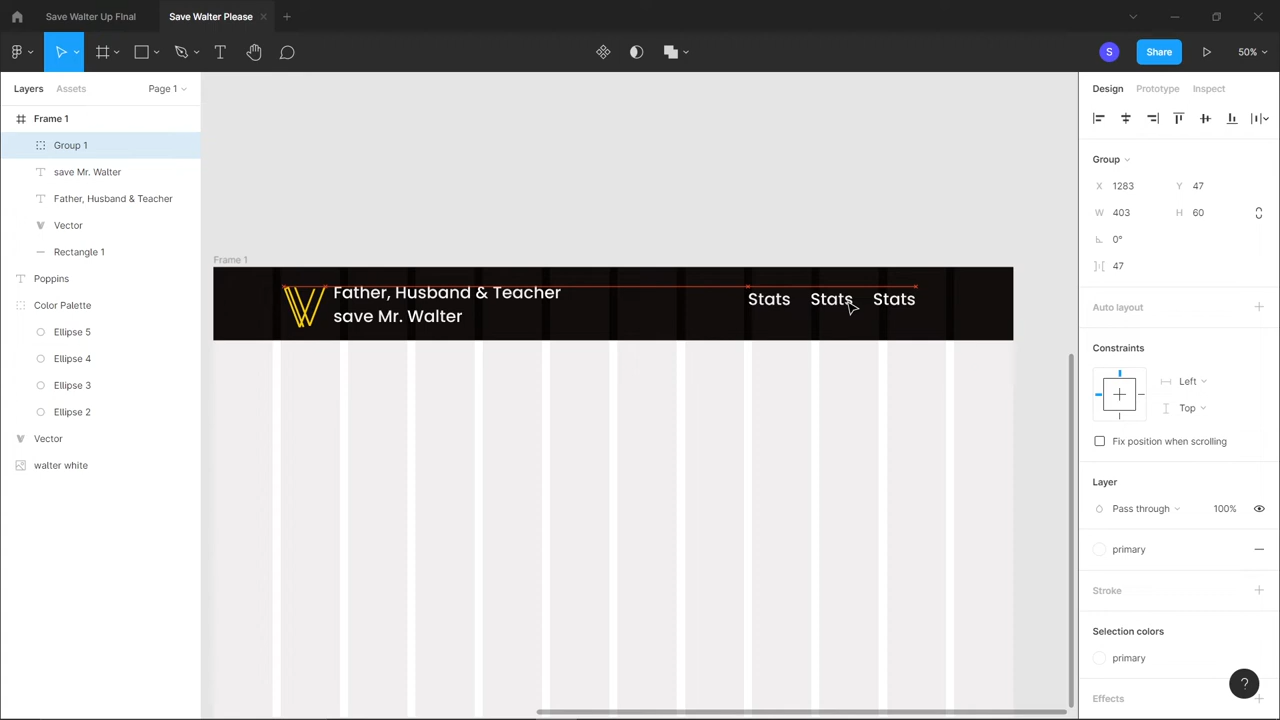 Save Walter Up FInal
Save Walter Please
S
Share
50%
Layers
Assets
Page 1
Frame 1
Group 1
save Mr. Walter
Father, Husband & Teacher
Vector
Rectangle 1
Poppins
Color Palette
Ellipse 5
Ellipse 4
Ellipse 3
Ellipse 2
Vector
walter white
Frame 1
Father, Husband & Teacher
save Mr. Walter
Stats Stats Stats
Design
Prototype
Inspect
Group
X 1283
Y 47
W 403
H 60
0°
47
Auto layout
Constraints
Left
Top
Fix position when scrolling
Layer
Pass through
100%
primary
Stroke
Selection colors
primary
Effects
?